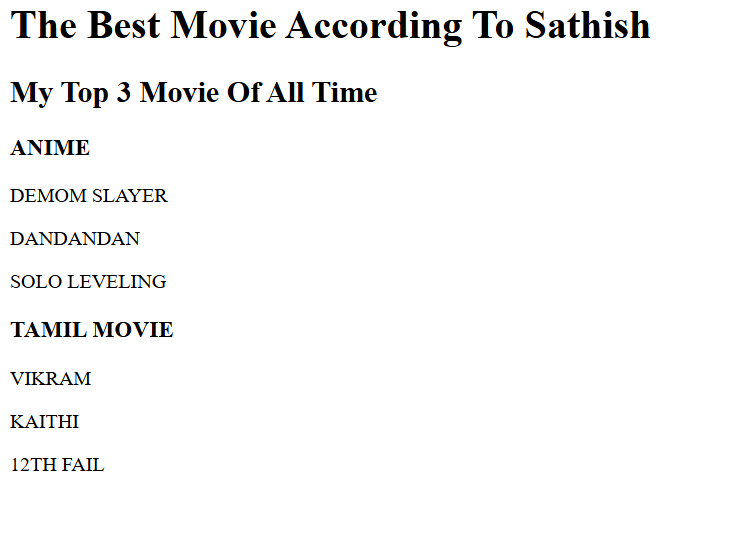 The Best Movie According To Sathish
My Top 3 Movie Of All Time
ANIME
DEMOM SLAYER
DANDANDAN
SOLO LEVELING
TAMIL MOVIE
VIKRAM
KAITHI
12TH FAIL